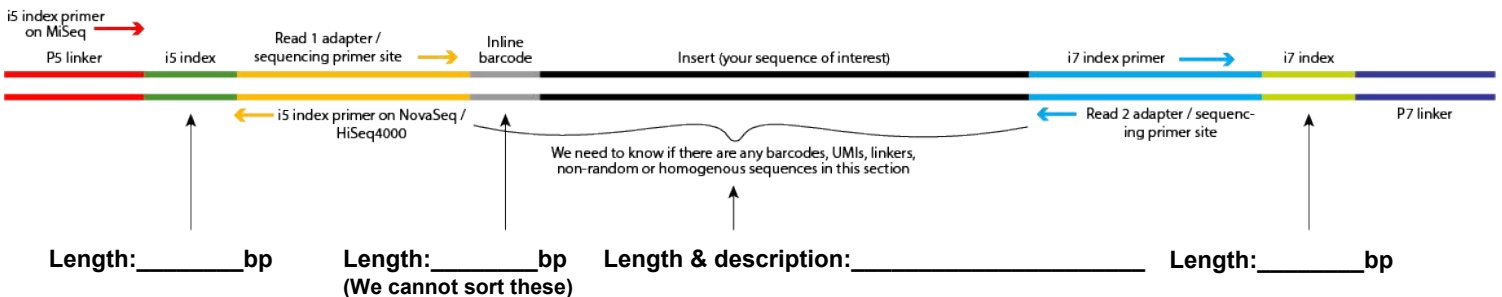 i5 index primer
on MiSeq
P5 linker
i5 index
Read 1 adapter /
sequencing primer site
Inline
barcode
Insert (your sequence of interest)
i7 index primer
i7 index
i5 index primer on NovaSeq /
HiSeq4000
Read 2 adapter / sequenc-
ing primer site
P7 linker
We need to know if there are any barcodes, UMIs, linkers,
non-random or homogenous sequences in this section
Length:________bp
Length:________bp
(We cannot sort these)
Length & description:______________________
Length:________bp